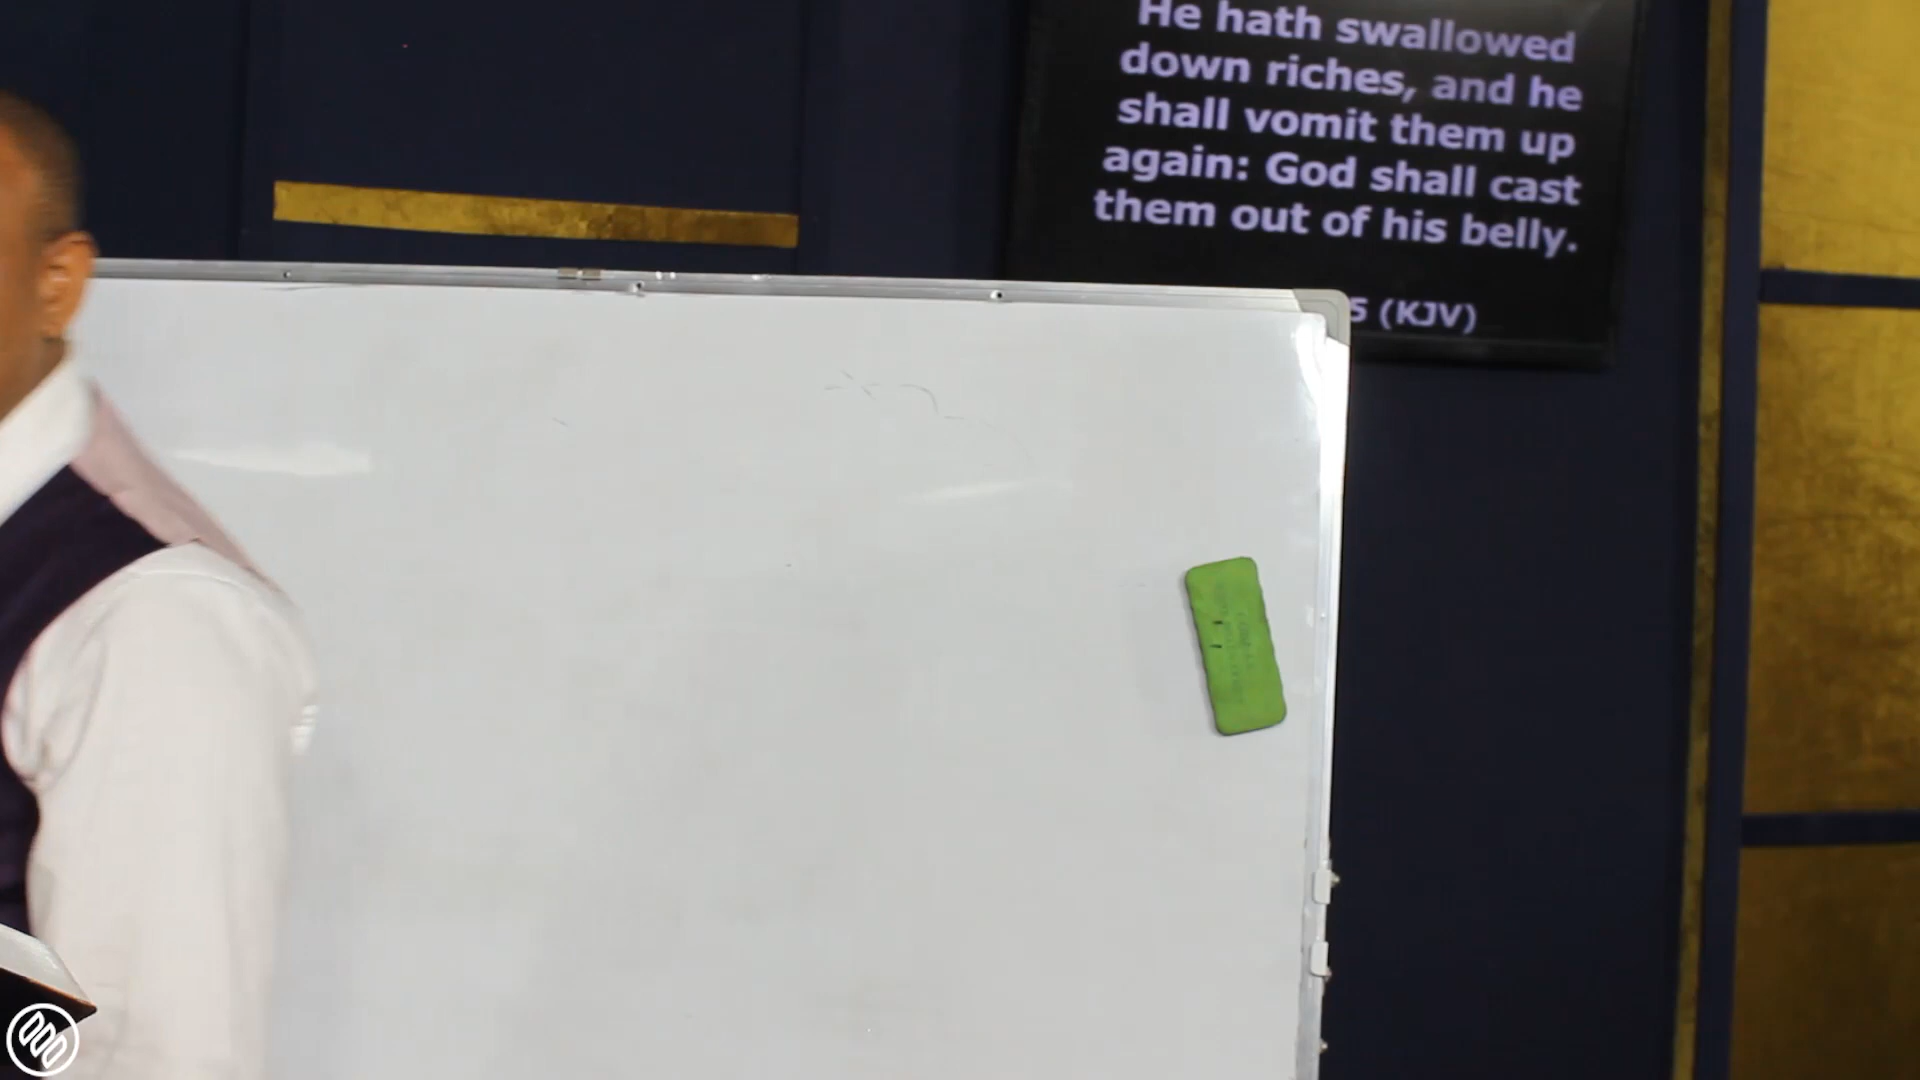 He hath swallowed
down riches, and he
shall vomit them up
again: God shall cast
them out of his belly.
5 (KJV)